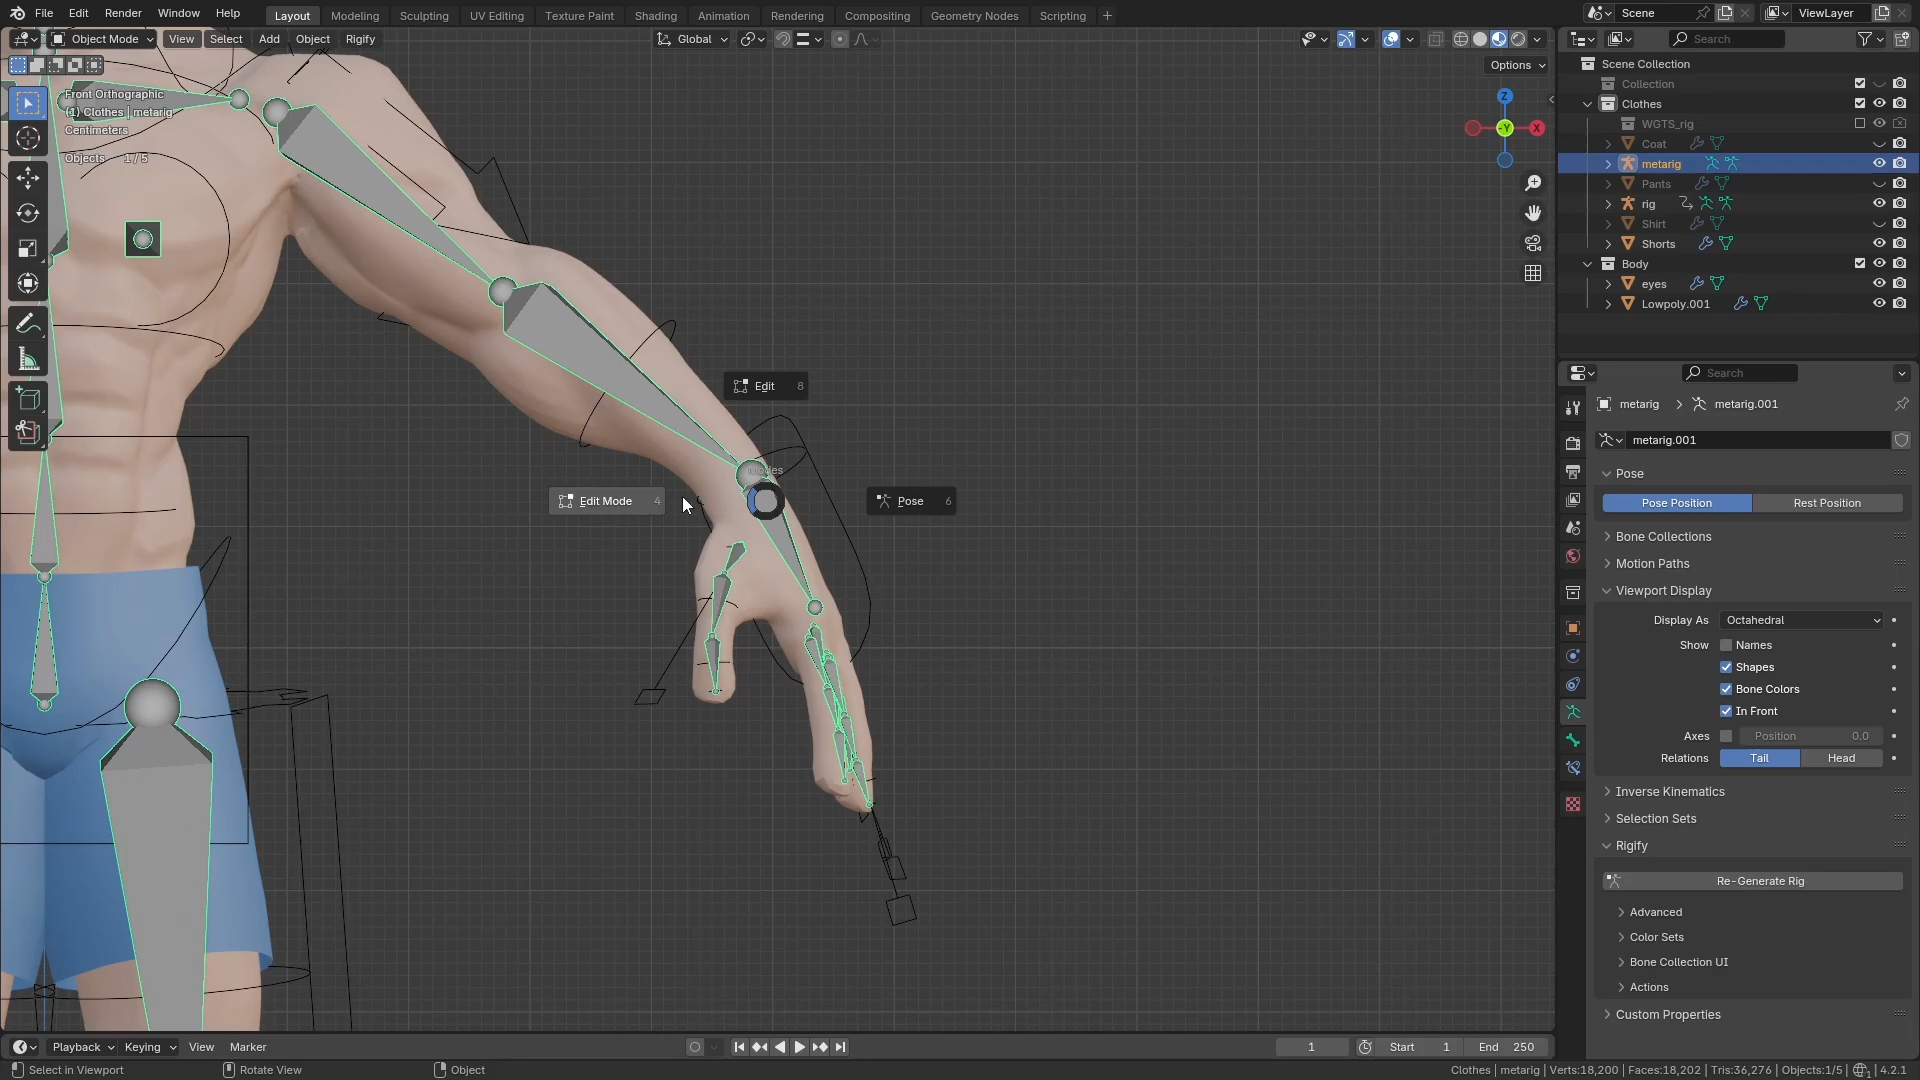 File Edit Render Window Help Layout Modeling Sculpting UV Editing Texture Paint Shading Animation Rendering Compositing Geometry Nodes Scripting + Scene ViewLayer
Object Mode View Select Add Object Rigify Global Search
Options
Front Orthographic
(1) Clothes | metarig
Centimeters
Objects 1/5
Z
-Y X
Scene Collection
Collection
Clothes
WGTS_rig
Coat
metarig
Pants
rig
Shirt
Shorts
Body
eyes
Lowpoly.001
Edit 8
Modes
Edit Mode 4
Pose 6
Search
metarig > metarig.001
metarig.001
Pose
Pose Position Rest Position
Bone Collections
Motion Paths
Viewport Display
Display As Octahedral
Show Names
Shapes
Bone Colors
In Front
Axes Position 0.0
Relations Tail Head
Inverse Kinematics
Selection Sets
Rigify
Re-Generate Rig
Advanced
Color Sets
Bone Collection UI
Actions
Custom Properties
Playback Keying View Marker 1 Start 1 End 250
Select in Viewport Rotate View Object Clothes | metarig | Verts:18,200 | Faces:18,202 | Tris:36,276 | Objects:1/5 | 1 | 4.2.1